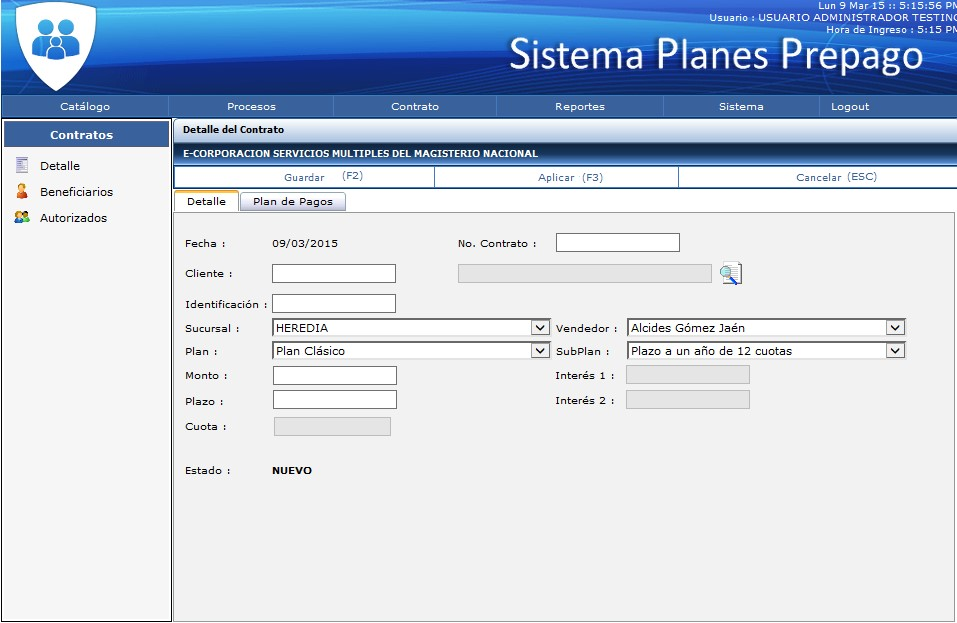 Lun 9 Mar 15 :: 5:15:56 PM
Usuario : USUARIO ADMINISTRADOR TESTING
Hora de Ingreso : 5:15 PM
Sistema Planes Prepago
Catálogo Procesos Contrato Reportes Sistema Logout
Contratos
Detalle
Beneficiarios
Autorizados
Detalle del Contrato
E-CORPORACION SERVICIOS MULTIPLES DEL MAGISTERIO NACIONAL
Guardar (F2) Aplicar (F3) Cancelar (ESC)
Detalle Plan de Pagos
Fecha : 09/03/2015 No. Contrato :
Cliente :
Identificación :
Sucursal : HEREDIA Vendedor : Alcides Gómez Jaén
Plan : Plan Clásico SubPlan : Plazo a un año de 12 cuotas
Monto : Interés 1 :
Plazo : Interés 2 :
Cuota :
Estado : NUEVO